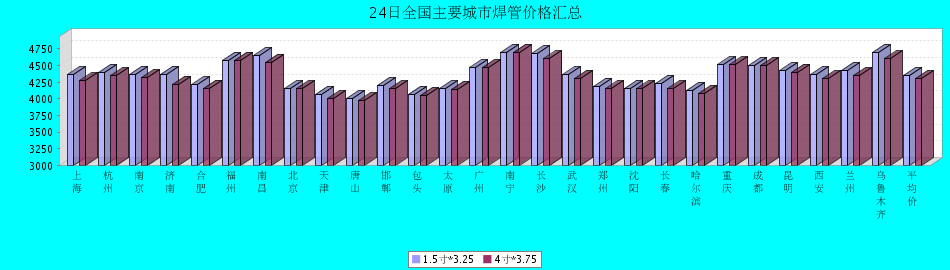 24日全国主要城市焊管价格汇总
4750
4500
4250
4000
3750
3500
3250
3000
上海
杭州
南京
济南
合肥
福州
南昌
北京
天津
唐山
邯郸
包头
太原
广州
南宁
长沙
武汉
郑州
沈阳
长春
哈尔滨
重庆
成都
昆明
西安
兰州
乌鲁木齐
平均价
1.5寸*3.25
4寸*3.75